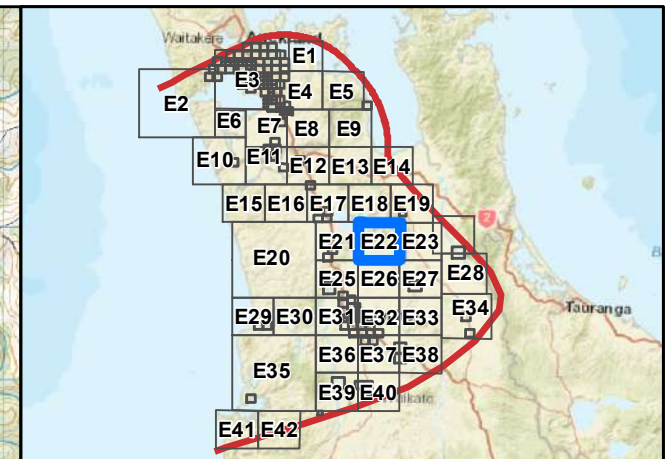 Waitakere
E1
E2 E3 E4 E5
E6 E7 E8 E9
E10 E11 E12 E13 E14
E15 E16 E17 E18 E19
E20 E21 E22 E23
2
E25 E26 E27 E28
E29 E30 E31 E32 E33 E34
Tauranga
E35 E36 E37 E38
E39 E40
E41 E42